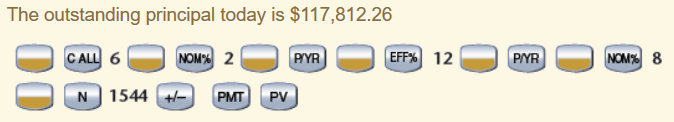 The outstanding principal today is $117,812.26
C ALL 6 NOM% 2 P/YR EFF% 12 P/YR NOM% 8
N 1544 +/− PMT PV